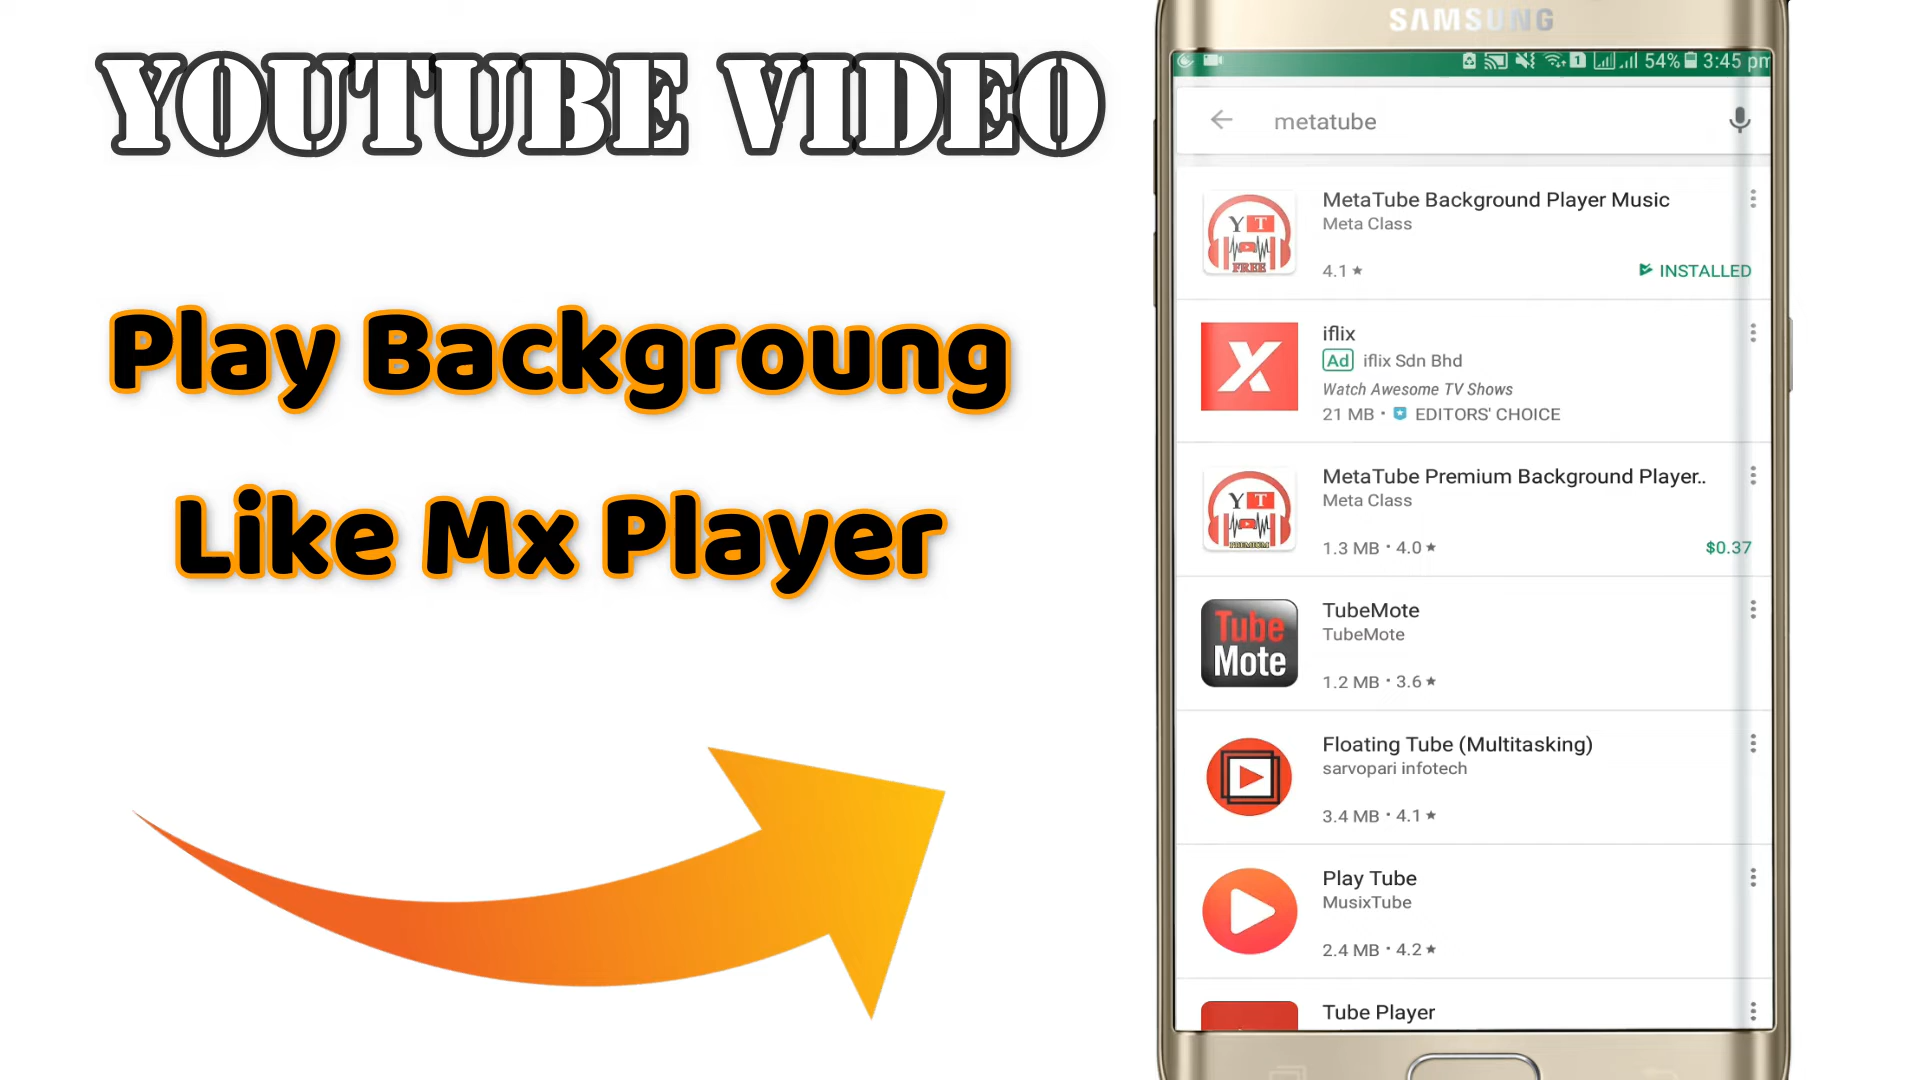 YOUTUBE VIDEO
Play Backgroung
Like Mx Player
SAMSUNG
1 54% 3:45 pm
metatube
YT
FREE
MetaTube Background Player Music
Meta Class
4.1 ★
INSTALLED
iflix
Ad iflix Sdn Bhd
Watch Awesome TV Shows
21 MB • EDITORS' CHOICE
YT
PREMIUM
MetaTube Premium Background Player..
Meta Class
1.3 MB • 4.0 ★
$0.37
Tube
Mote
TubeMote
TubeMote
1.2 MB • 3.6 ★
Floating Tube (Multitasking)
sarvopari infotech
3.4 MB • 4.1 ★
Play Tube
MusixTube
2.4 MB • 4.2 ★
Tube Player